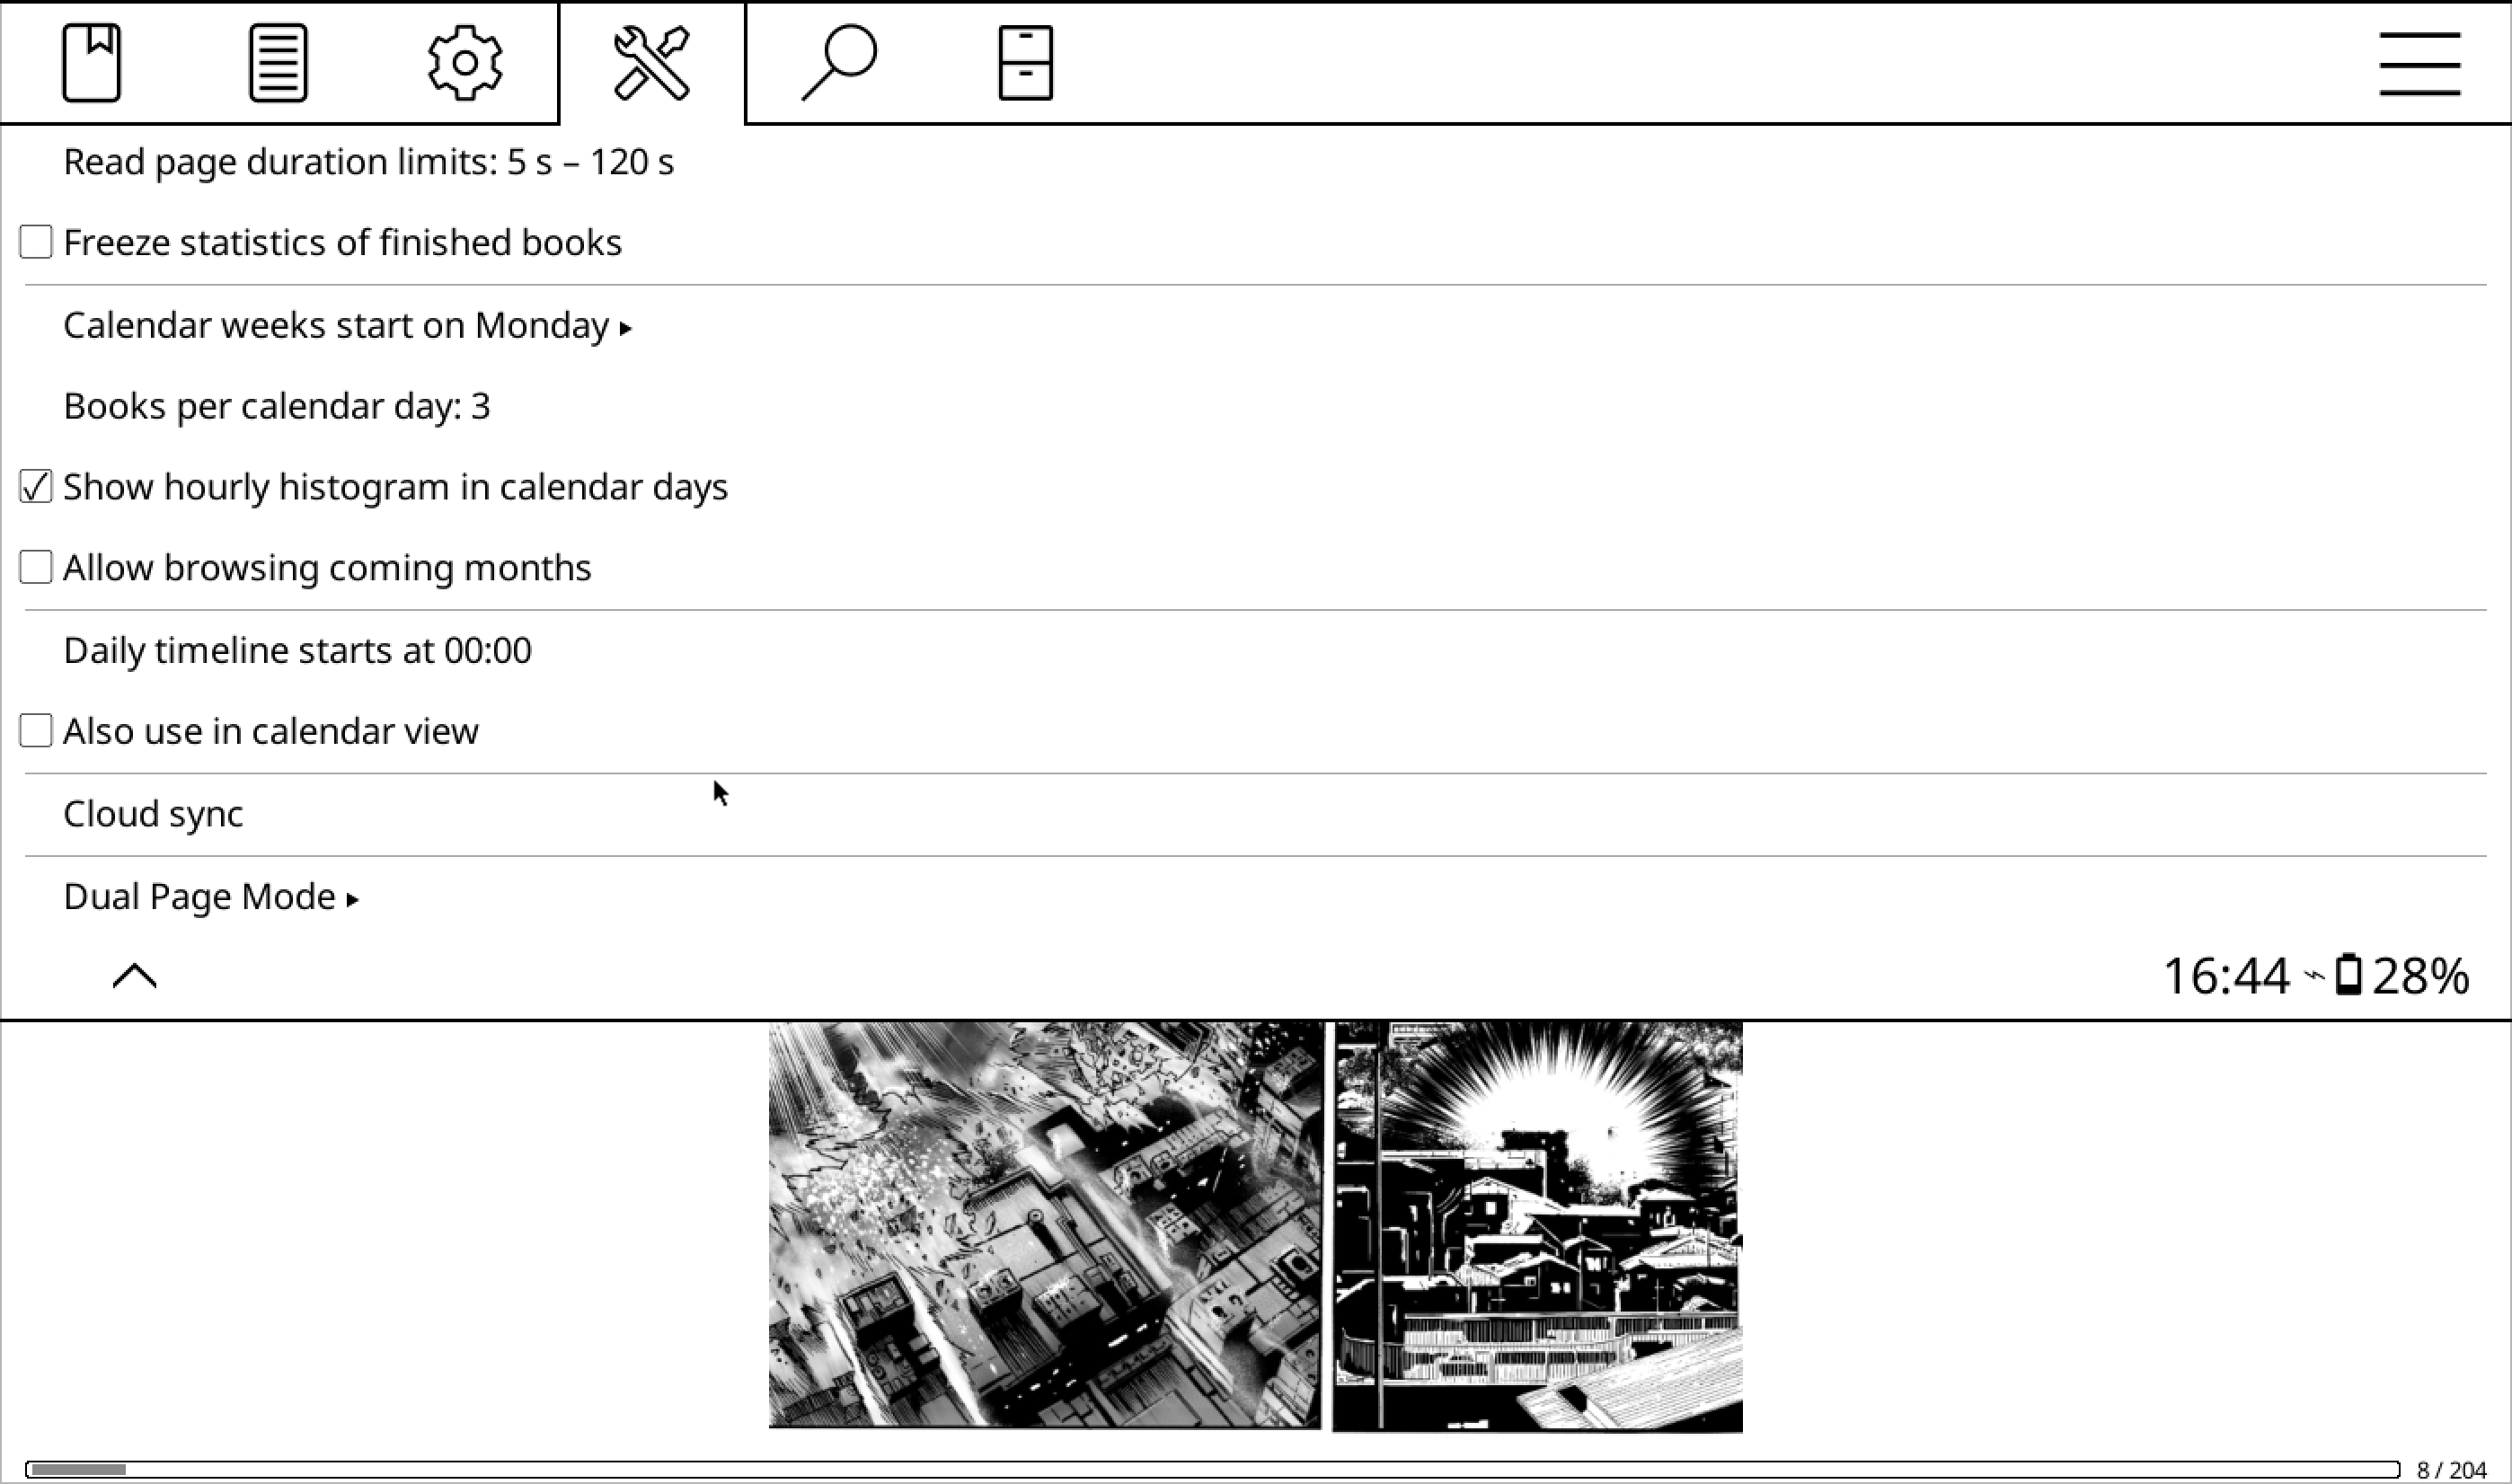 Read page duration limits: 5 s – 120 s
Freeze statistics of finished books
Calendar weeks start on Monday ▸
Books per calendar day: 3
Show hourly histogram in calendar days
Allow browsing coming months
Daily timeline starts at 00:00
Also use in calendar view
Cloud sync
Dual Page Mode ▸
16:44 28%
8 / 204